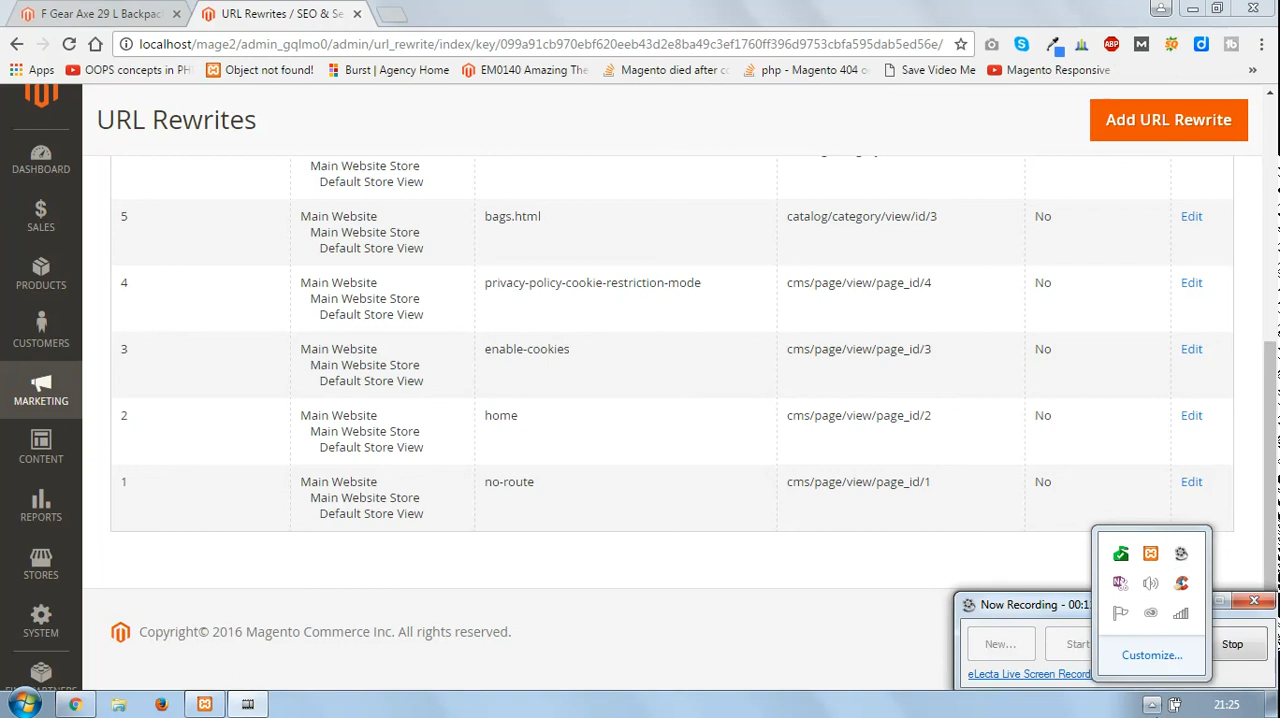 F Gear Axe 29 L Backpac
URL Rewrites / SEO & Se
localhost/mage2/admin_gqlmo0/admin/url_rewrite/index/key/099a91cb970ebf620eeb43d2e8ba49c3ef1760ff396d9753cb6595dab5ed56e/
Apps
OOPS concepts in PH
Object not found!
Burst | Agency Home
EM0140 Amazing The
Magento died after co
php - Magento 404 o
Save Video Me
Magento Responsive
»
URL Rewrites
Add URL Rewrite
DASHBOARD
SALES
PRODUCTS
CUSTOMERS
MARKETING
CONTENT
REPORTS
STORES
SYSTEM
Main Website Store
Default Store View
5
Main Website
Main Website Store
Default Store View
bags.html
catalog/category/view/id/3
No
Edit
4
Main Website
Main Website Store
Default Store View
privacy-policy-cookie-restriction-mode
cms/page/view/page_id/4
No
Edit
3
Main Website
Main Website Store
Default Store View
enable-cookies
cms/page/view/page_id/3
No
Edit
2
Main Website
Main Website Store
Default Store View
home
cms/page/view/page_id/2
No
Edit
1
Main Website
Main Website Store
Default Store View
no-route
cms/page/view/page_id/1
No
Edit
Copyright© 2016 Magento Commerce Inc. All rights reserved.
Now Recording - 00:1
New...
Start
Stop
eLecta Live Screen Record
Customize...
21:25